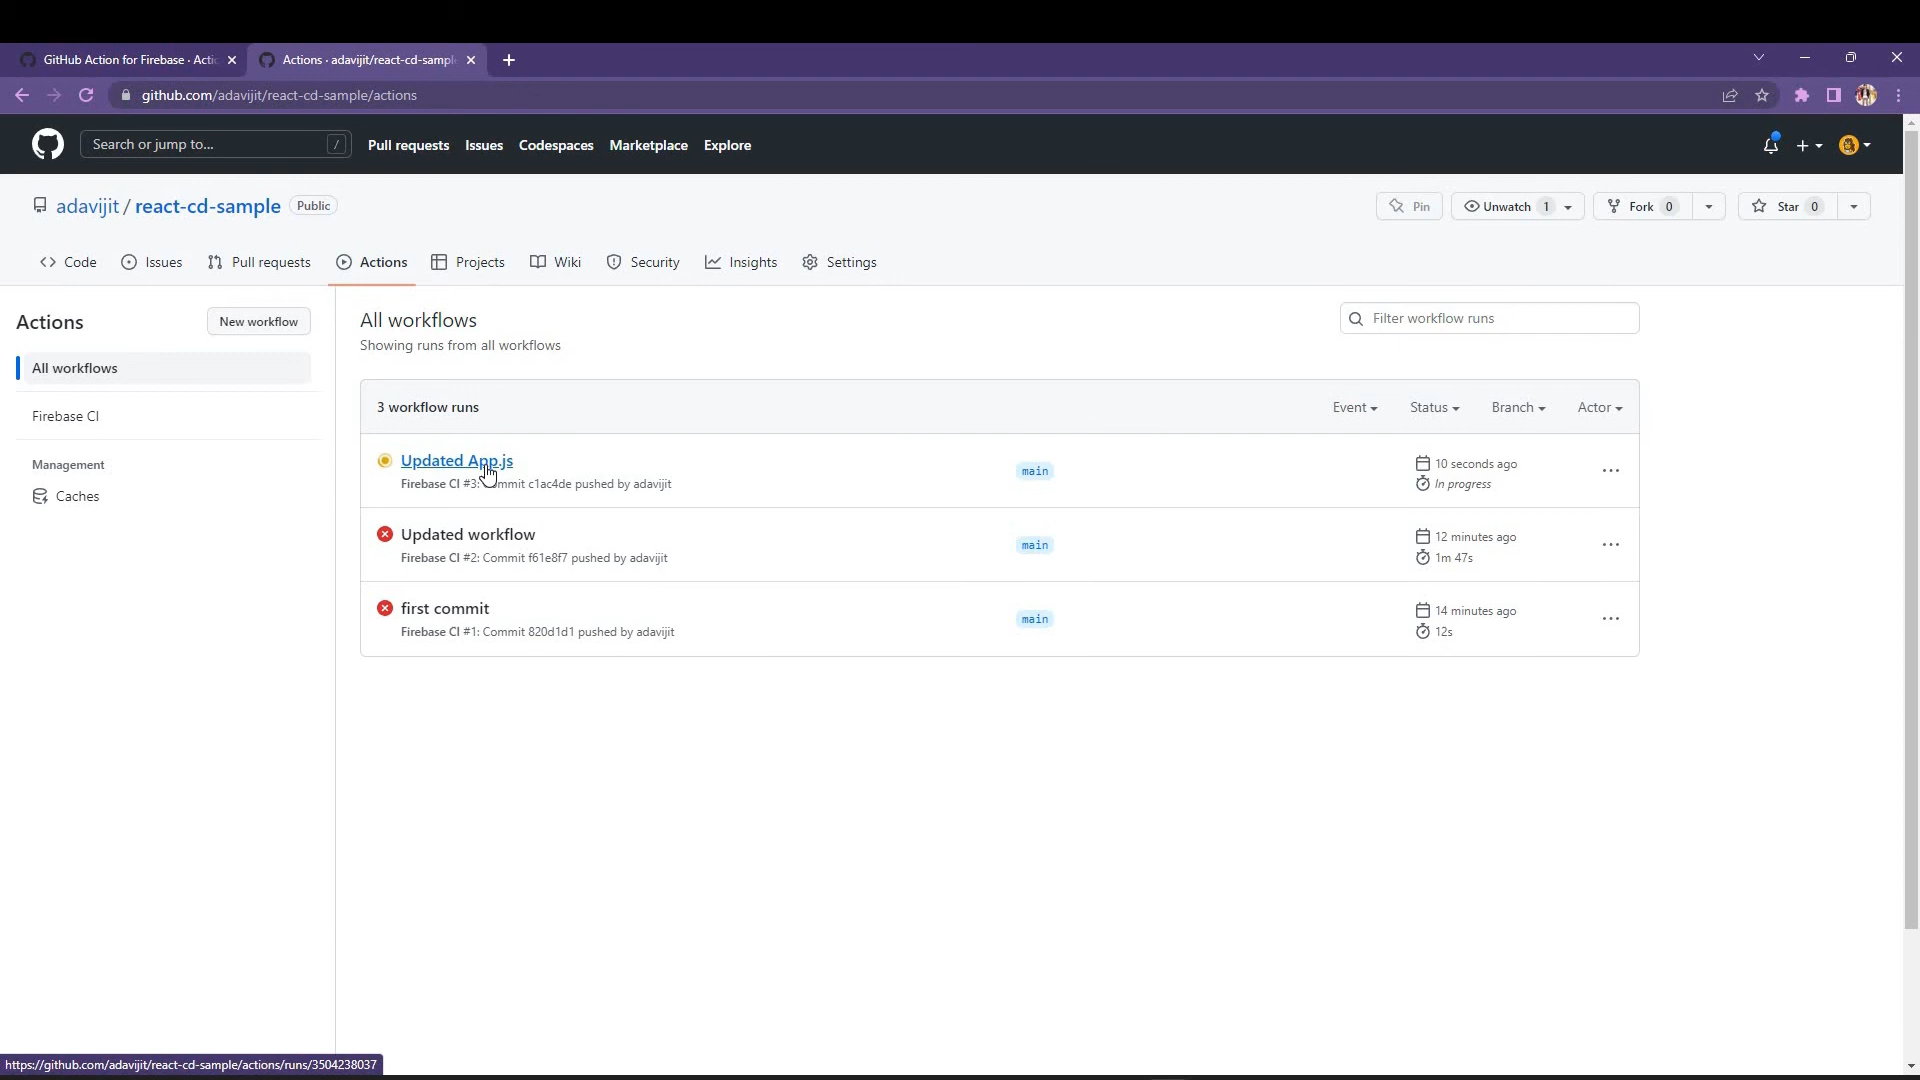 GitHub Action for Firebase · Actio
Actions · adavijit/react-cd-sample
github.com/adavijit/react-cd-sample/actions
Search or jump to... /
Pull requests Issues Codespaces Marketplace Explore
adavijit / react-cd-sample Public
Pin Unwatch 1 Fork 0 Star 0
Code Issues Pull requests Actions Projects Wiki Security Insights Settings
Actions
New workflow
All workflows
Firebase CI
Management
Caches
All workflows
Showing runs from all workflows
Filter workflow runs
3 workflow runs
Event Status Branch Actor
Updated App.js
Firebase CI #3: mmit c1ac4de pushed by adavijit
main
10 seconds ago
In progress
Updated workflow
Firebase CI #2: Commit f61e8f7 pushed by adavijit
main
12 minutes ago
1m 47s
first commit
Firebase CI #1: Commit 820d1d1 pushed by adavijit
main
14 minutes ago
12s
https://github.com/adavijit/react-cd-sample/actions/runs/3504238037